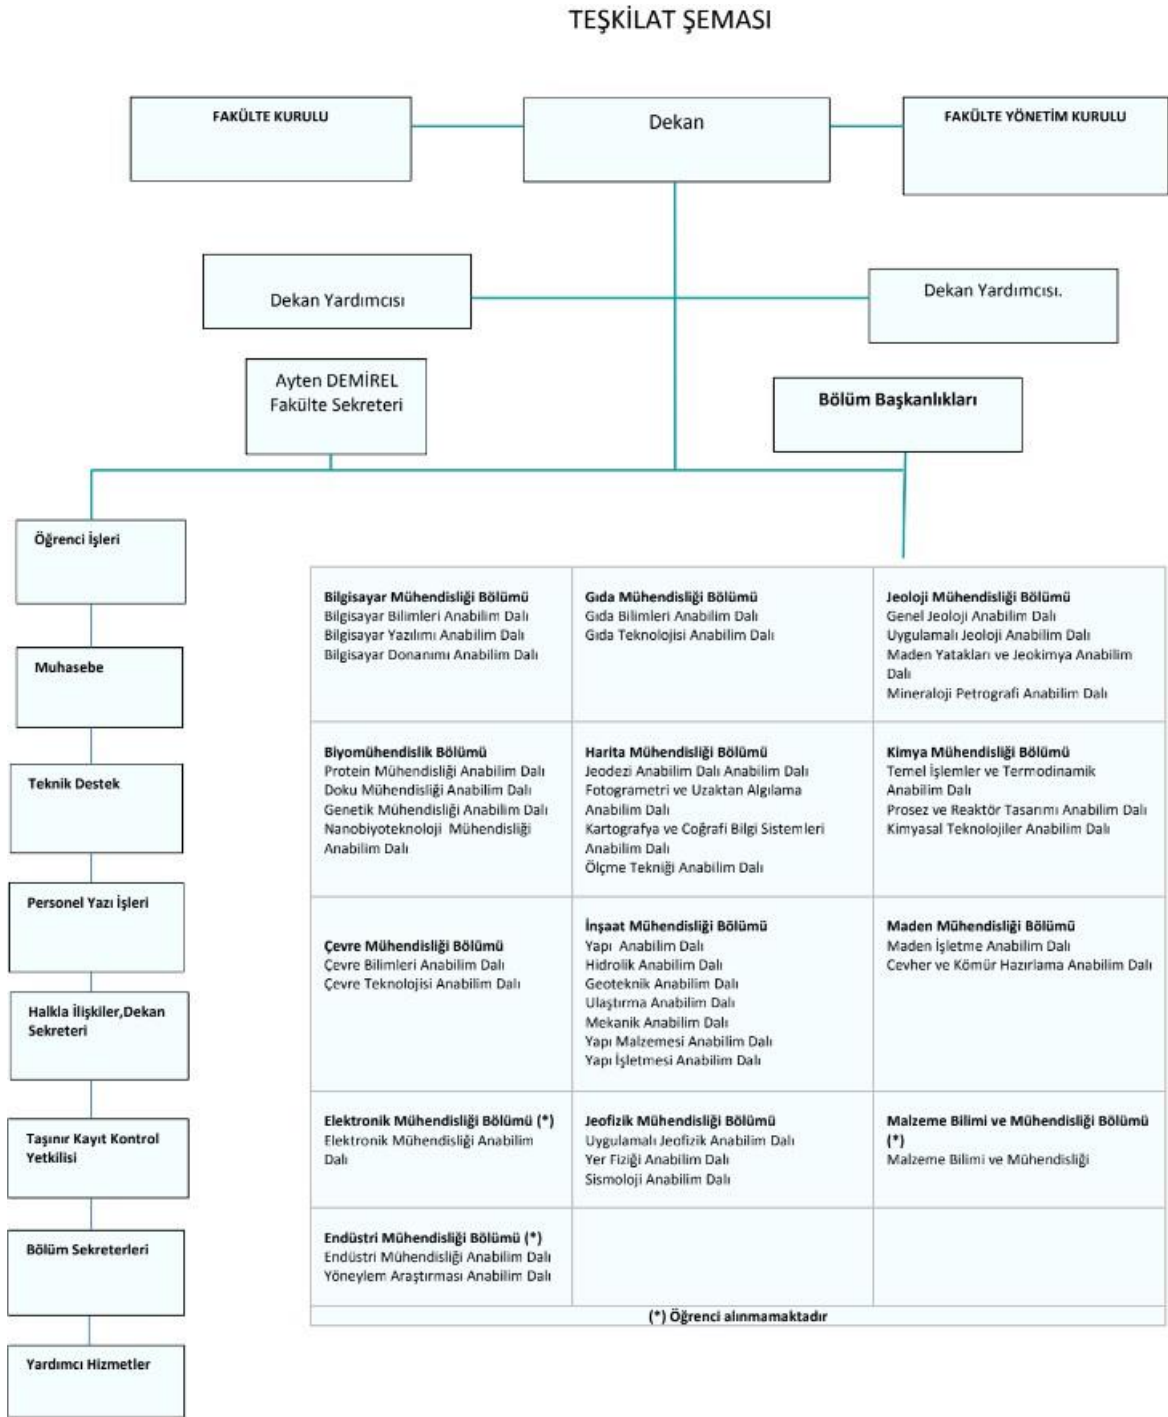 TEŞKİLAT ŞEMASI
FAKÜLTE KURULU
Dekan
FAKÜLTE YÖNETİM KURULU
Dekan Yardımcısı
Dekan Yardımcısı.
Ayten DEMİREL
Fakülte Sekreteri
Bölüm Başkanlıkları
Öğrenci İşleri
Muhasebe
Teknik Destek
Personel Yazı İşleri
Halkla İlişkiler,Dekan
Sekreteri
Taşınır Kayıt Kontrol
Yetkilisi
Bölüm Sekreterleri
Yardımcı Hizmetler
Bilgisayar Mühendisliği Bölümü
Bilgisayar Bilimleri Anabilim Dalı
Bilgisayar Yazılımı Anabilim Dalı
Bilgisayar Donanımı Anabilim Dalı
Gıda Mühendisliği Bölümü
Gıda Bilimleri Anabilim Dalı
Gıda Teknolojisi Anabilim Dalı
Jeoloji Mühendisliği Bölümü
Genel Jeoloji Anabilim Dalı
Uygulamalı Jeoloji Anabilim Dalı
Maden Yatakları ve Jeokimya Anabilim
Dalı
Mineraloji Petrografi Anabilim Dalı
Biyomühendislik Bölümü
Protein Mühendisliği Anabilim Dalı
Doku Mühendisliği Anabilim Dalı
Genetik Mühendisliği Anabilim Dalı
Nanobiyoteknoloji Mühendisliği
Anabilim Dalı
Harita Mühendisliği Bölümü
Jeodezi Anabilim Dalı Anabilim Dalı
Fotogrametri ve Uzaktan Algılama
Anabilim Dalı
Kartografya ve Coğrafi Bilgi Sistemleri
Anabilim Dalı
Ölçme Tekniği Anabilim Dalı
Kimya Mühendisliği Bölümü
Temel İşlemler ve Termodinamik
Anabilim Dalı
Prosez ve Reaktör Tasarımı Anabilim Dalı
Kimyasal Teknolojiler Anabilim Dalı
Çevre Mühendisliği Bölümü
Çevre Bilimleri Anabilim Dalı
Çevre Teknolojisi Anabilim Dalı
İnşaat Mühendisliği Bölümü
Yapı Anabilim Dalı
Hidrolik Anabilim Dalı
Geoteknik Anabilim Dalı
Ulaştırma Anabilim Dalı
Mekanik Anabilim Dalı
Yapı Malzemesi Anabilim Dalı
Yapı İşletmesi Anabilim Dalı
Maden Mühendisliği Bölümü
Maden İşletme Anabilim Dalı
Cevher ve Kömür Hazırlama Anabilim Dalı
Elektronik Mühendisliği Bölümü (*)
Elektronik Mühendisliği Anabilim
Dalı
Jeofizik Mühendisliği Bölümü
Uygulamalı Jeofizik Anabilim Dalı
Yer Fiziği Anabilim Dalı
Sismoloji Anabilim Dalı
Malzeme Bilimi ve Mühendisliği Bölümü
(*)
Malzeme Bilimi ve Mühendisliği
Endüstri Mühendisliği Bölümü (*)
Endüstri Mühendisliği Anabilim Dalı
Yöneylem Araştırması Anabilim Dalı
(*) Öğrenci alınmamaktadır